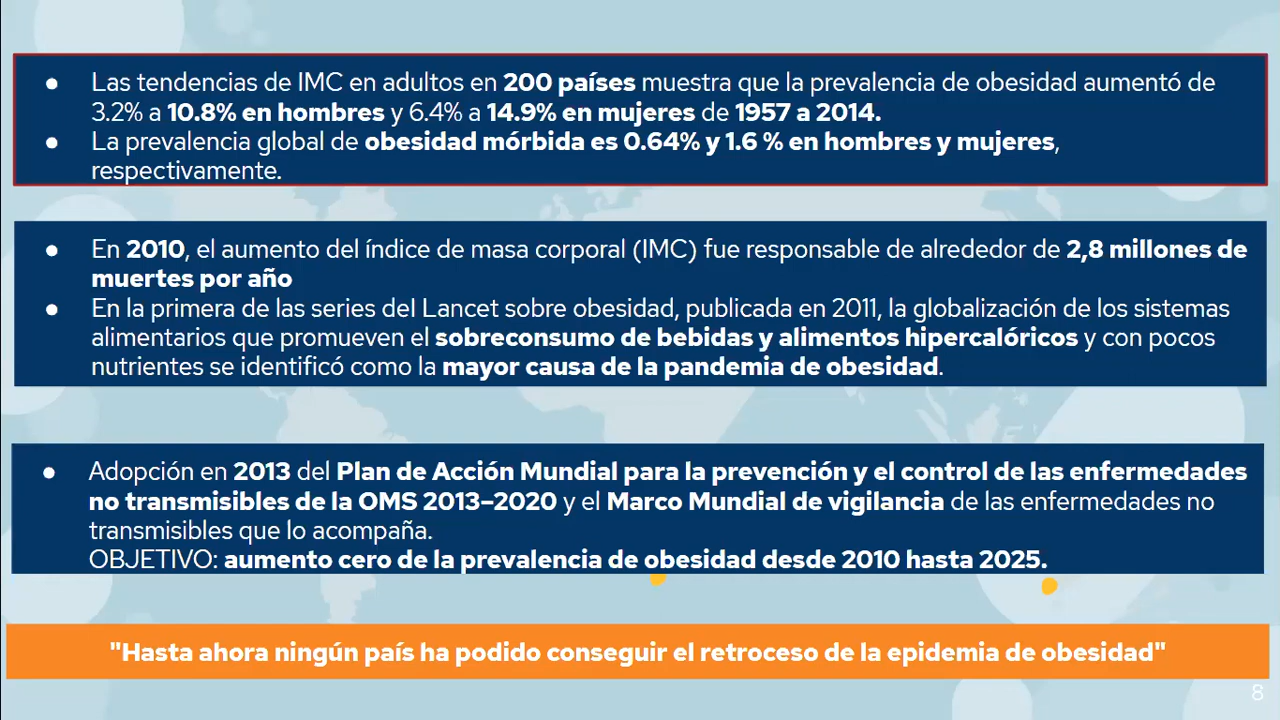 ● Las tendencias de IMC en adultos en 200 países muestra que la prevalencia de obesidad aumentó de
3.2% a 10.8% en hombres y 6.4% a 14.9% en mujeres de 1957 a 2014.
● La prevalencia global de obesidad mórbida es 0.64% y 1.6 % en hombres y mujeres,
respectivamente.
● En 2010, el aumento del índice de masa corporal (IMC) fue responsable de alrededor de 2,8 millones de
muertes por año
● En la primera de las series del Lancet sobre obesidad, publicada en 2011, la globalización de los sistemas
alimentarios que promueven el sobreconsumo de bebidas y alimentos hipercalóricos y con pocos
nutrientes se identificó como la mayor causa de la pandemia de obesidad.
● Adopción en 2013 del Plan de Acción Mundial para la prevención y el control de las enfermedades
no transmisibles de la OMS 2013–2020 y el Marco Mundial de vigilancia de las enfermedades no
transmisibles que lo acompaña.
OBJETIVO: aumento cero de la prevalencia de obesidad desde 2010 hasta 2025.
"Hasta ahora ningún país ha podido conseguir el retroceso de la epidemia de obesidad"
8